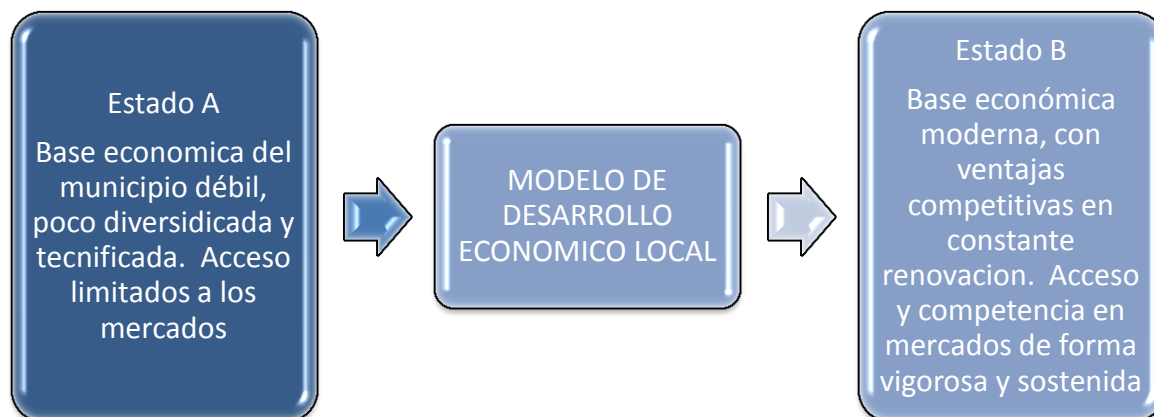 Estado A
Base economica del
municipio débil,
poco diversidicada y
tecnificada.  Acceso
limitados a los
mercados
MODELO DE
DESARROLLO
ECONOMICO LOCAL
Estado B
Base económica
moderna, con
ventajas
competitivas en
constante
renovacion.  Acceso
y competencia en
mercados de forma
vigorosa y sostenida